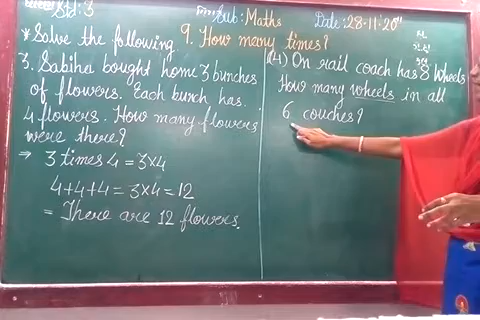 Std:3
Sub: Maths
Date:28-11-20
9. How many times?
* Solve the following.
3. Sabiha bought home 3 bunches
of flowers. Each bunch has
4 flowers. How many flowers
were there?
⇒ 3 times 4 = 3×4
4+4+4 = 3×4 = 12
= There are 12 flowers.
(4) On rail coach has 8 wheels
How many wheels in all
6 couches?